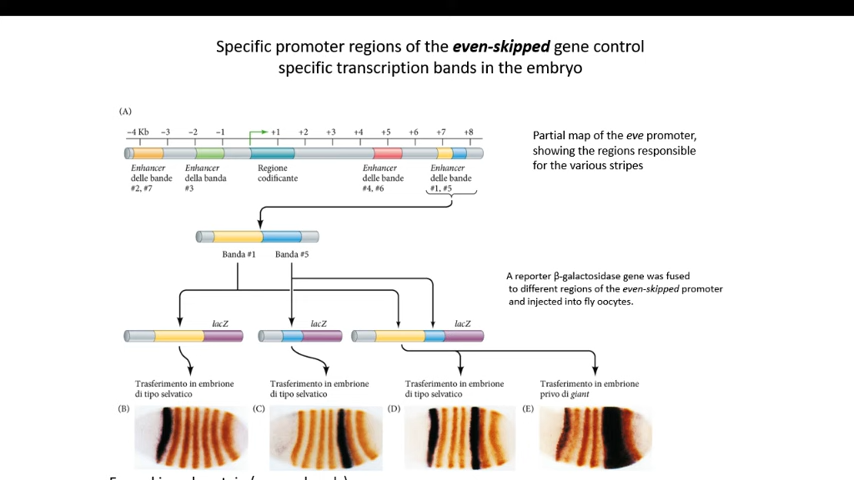 Specific promoter regions of the even-skipped gene control
specific transcription bands in the embryo
(A)
−4 Kb −3 −2 −1 +1 +2 +3 +4 +5 +6 +7 +8
Enhancer
delle bande
#2, #7
Enhancer
della banda
#3
Regione
codificante
Enhancer
delle bande
#4, #6
Enhancer
delle bande
#1, #5
Partial map of the eve promoter,
showing the regions responsible
for the various stripes
Banda #1 Banda #5
A reporter β-galactosidase gene was fused
to different regions of the even-skipped promoter
and injected into fly oocytes.
lacZ lacZ lacZ
Trasferimento in embrione
di tipo selvatico
Trasferimento in embrione
di tipo selvatico
Trasferimento in embrione
di tipo selvatico
Trasferimento in embrione
privo di giant
(B) (C) (D) (E)